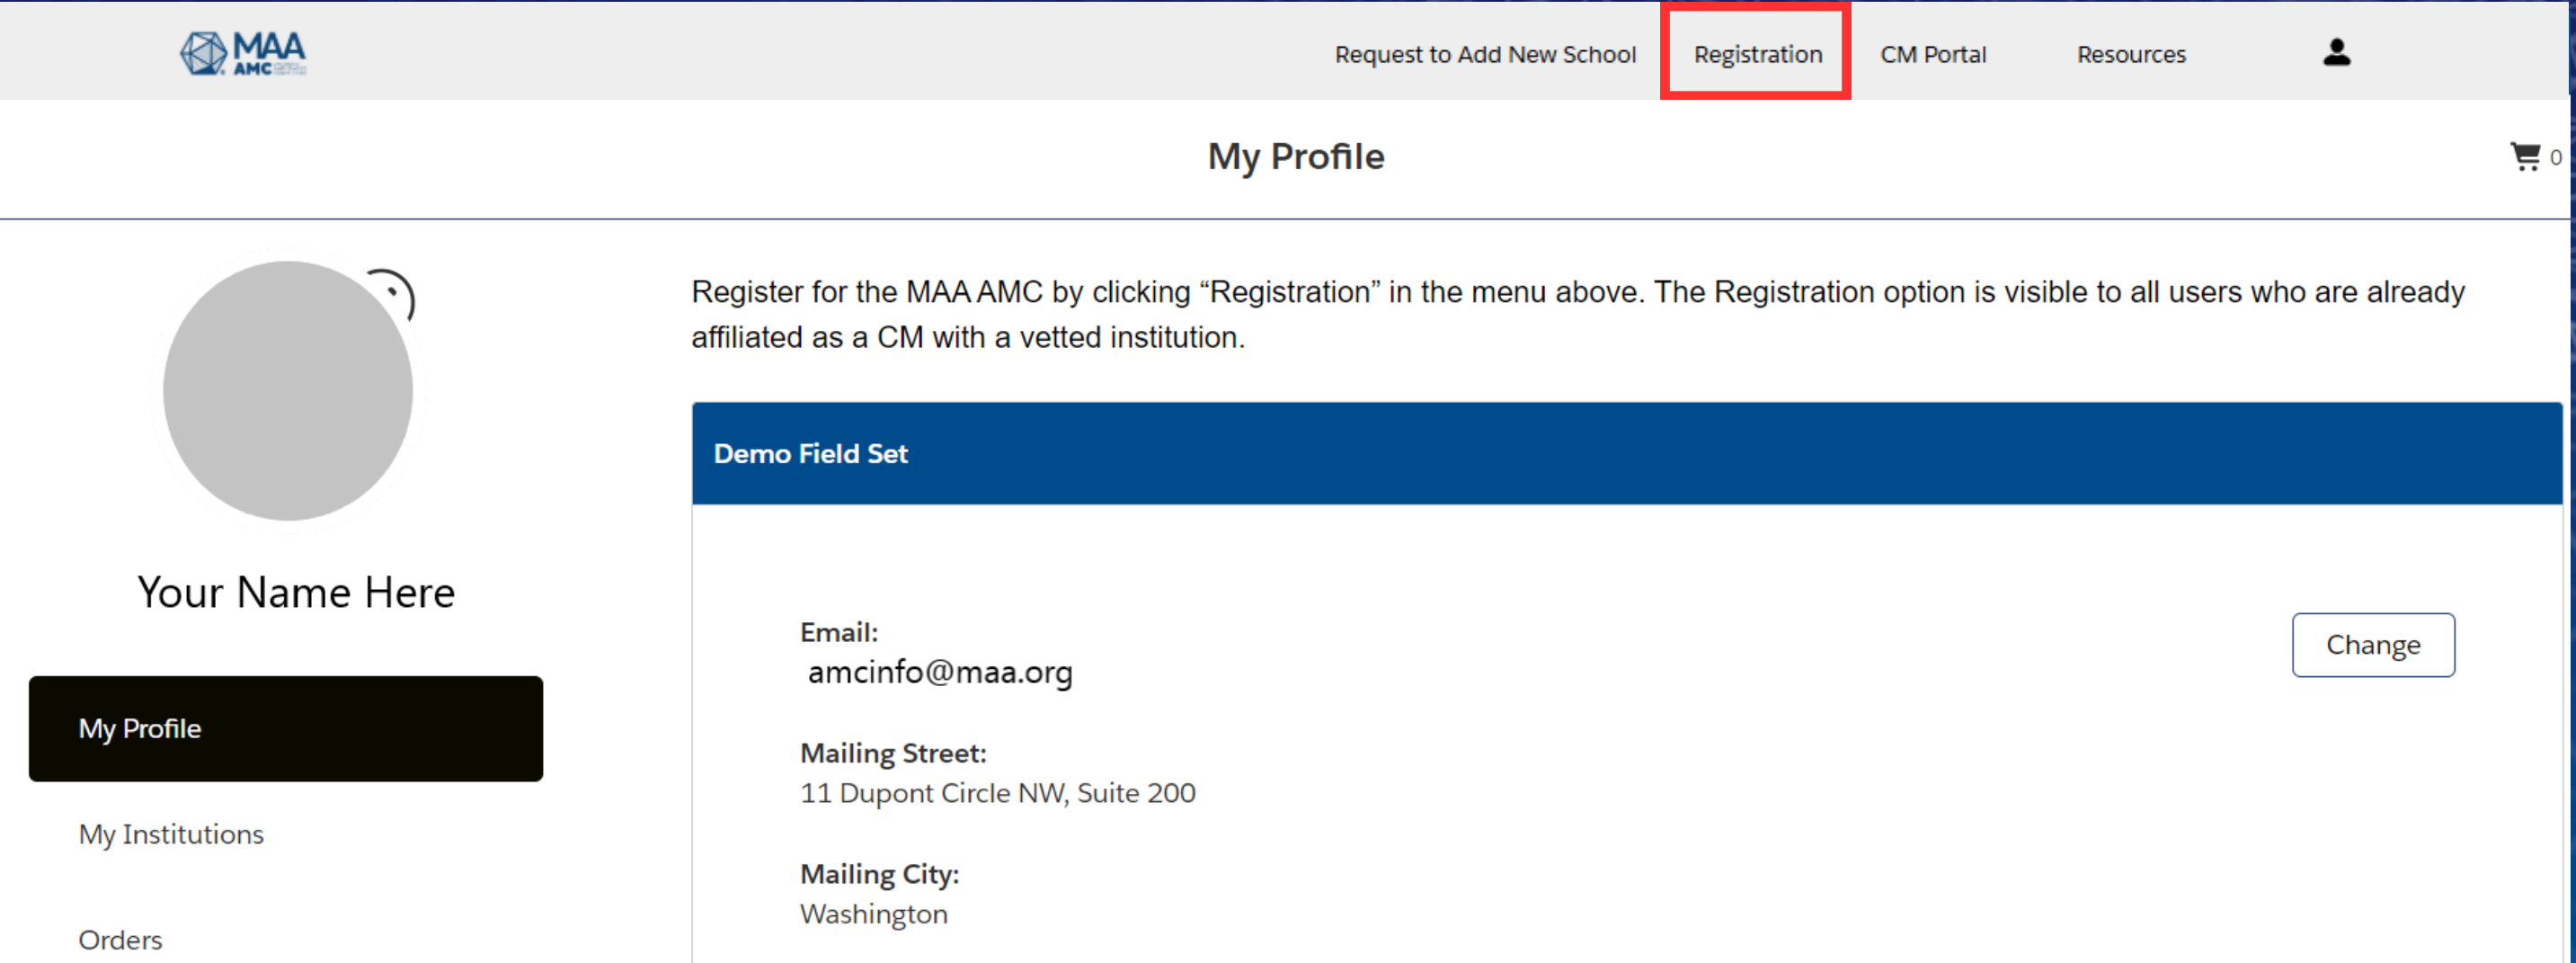 MAA
AMC
Request to Add New School
Registration
CM Portal
Resources
My Profile
0
Register for the MAA AMC by clicking “Registration” in the menu above. The Registration option is visible to all users who are already
affiliated as a CM with a vetted institution.
Demo Field Set
Your Name Here
Email:
amcinfo@maa.org
Change
My Profile
Mailing Street:
11 Dupont Circle NW, Suite 200
My Institutions
Mailing City:
Washington
Orders